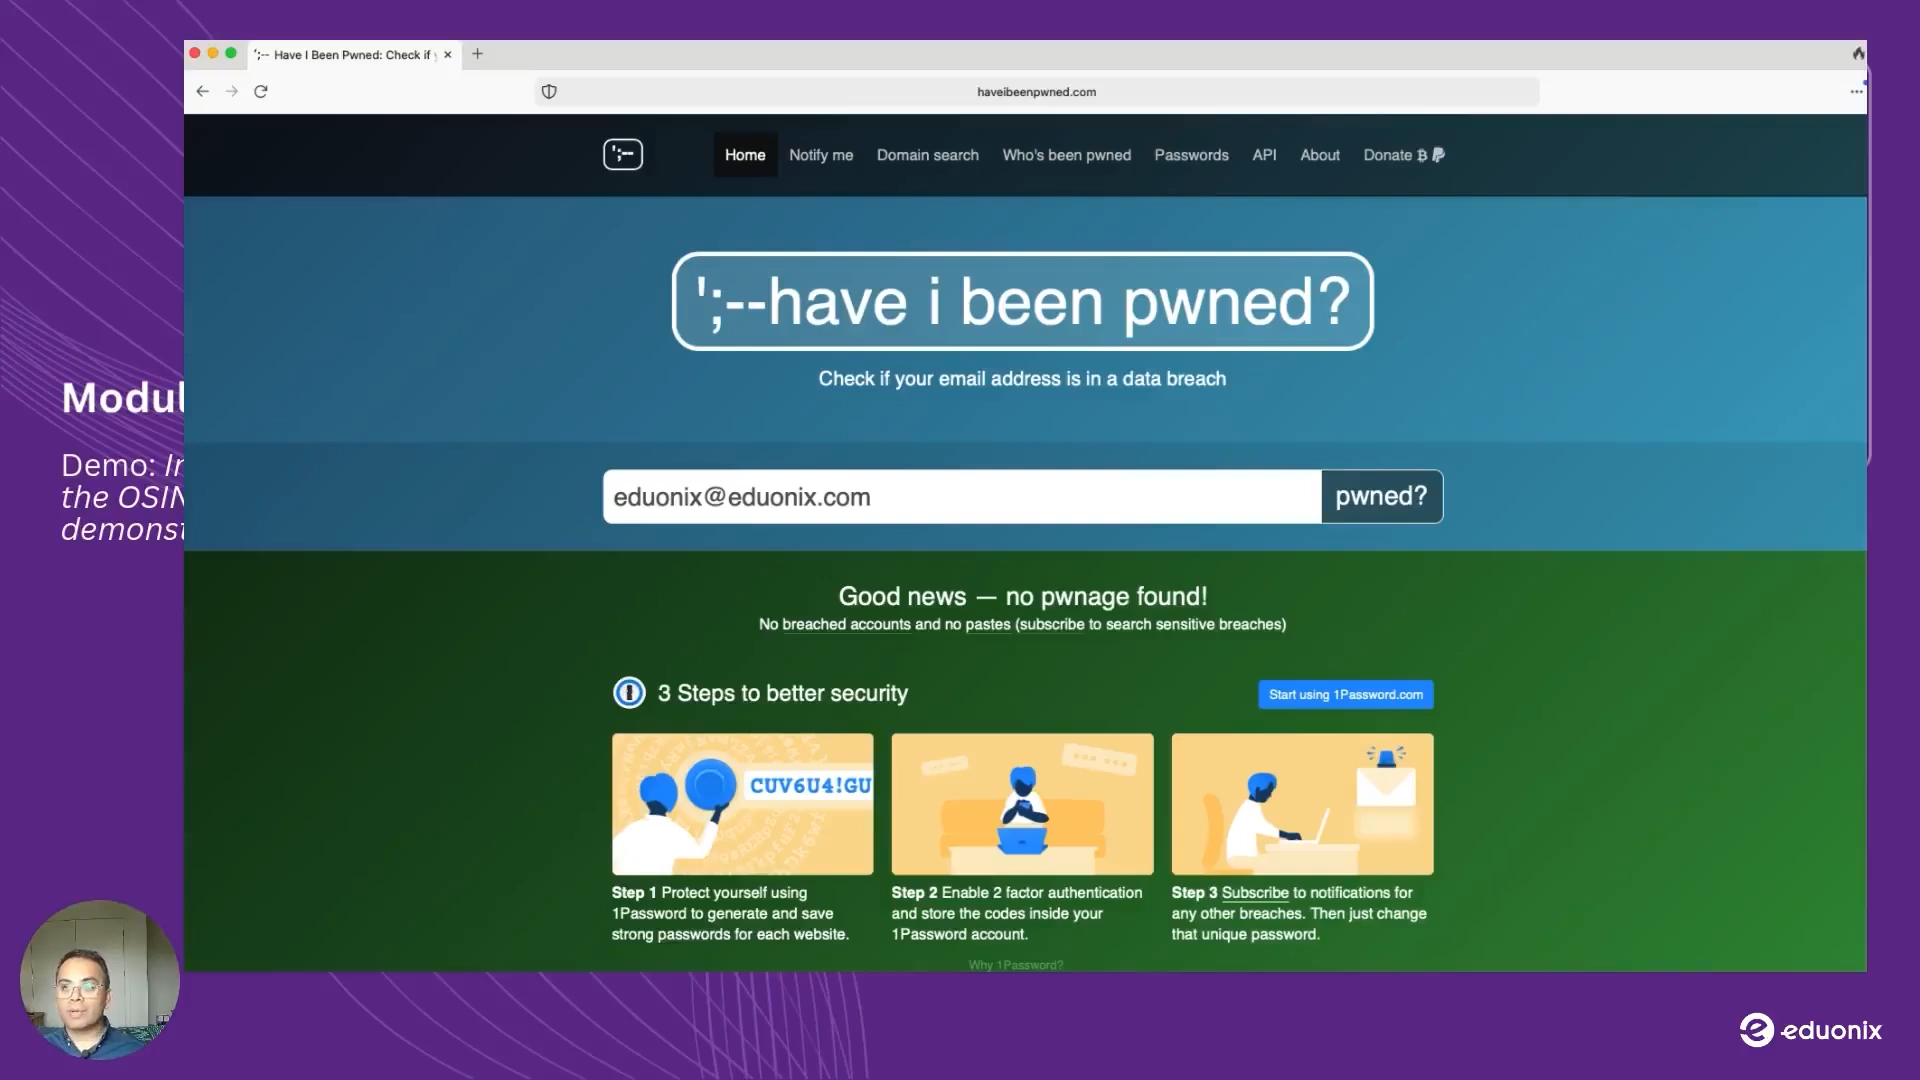 ';-- Have I Been Pwned: Check if
haveibeenpwned.com
';--
Home
Notify me
Domain search
Who's been pwned
Passwords
API
About
Donate
';--have i been pwned?
Check if your email address is in a data breach
eduonix@eduonix.com
pwned?
Good news — no pwnage found!
No breached accounts and no pastes (subscribe to search sensitive breaches)
3 Steps to better security
Start using 1Password.com
CUV6U4!GU
Step 1 Protect yourself using
1Password to generate and save
strong passwords for each website.
Step 2 Enable 2 factor authentication
and store the codes inside your
1Password account.
Step 3 Subscribe to notifications for
any other breaches. Then just change
that unique password.
Why 1Password?
Modul
Demo: In
the OSIN
demonst
eduonix